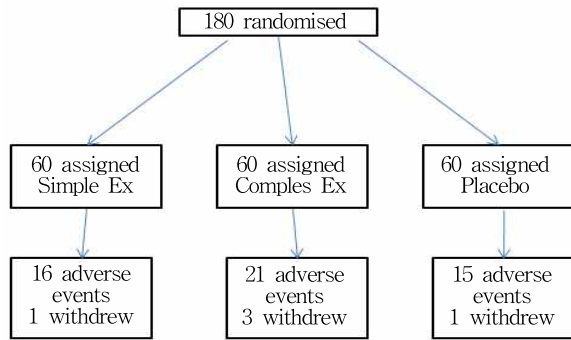 180 randomised
60 assigned
Simple Ex
60 assigned
Comples Ex
60 assigned
Placebo
16 adverse
events
1 withdrew
21 adverse
events
3 withdrew
15 adverse
events
1 withdrew